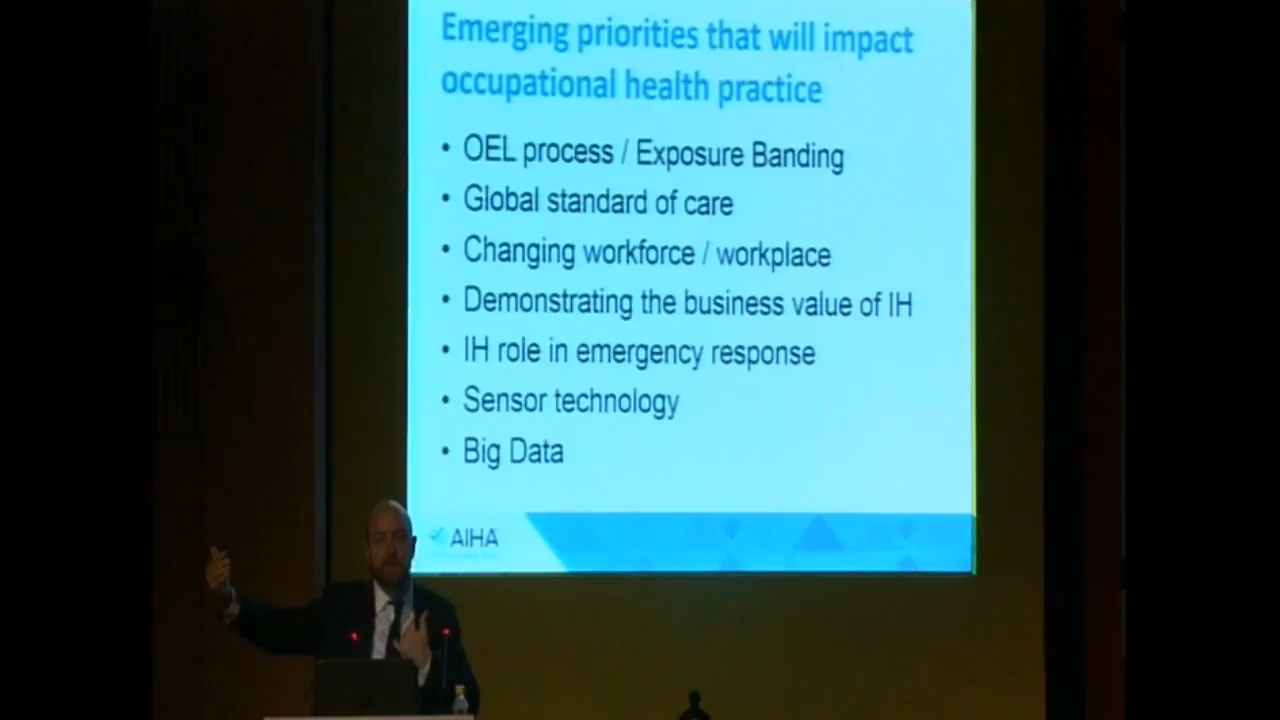 Emerging priorities that will impact
occupational health practice
• OEL process / Exposure Banding
• Global standard of care
• Changing workforce / workplace
• Demonstrating the business value of IH
• IH role in emergency response
• Sensor technology
• Big Data
AIHA